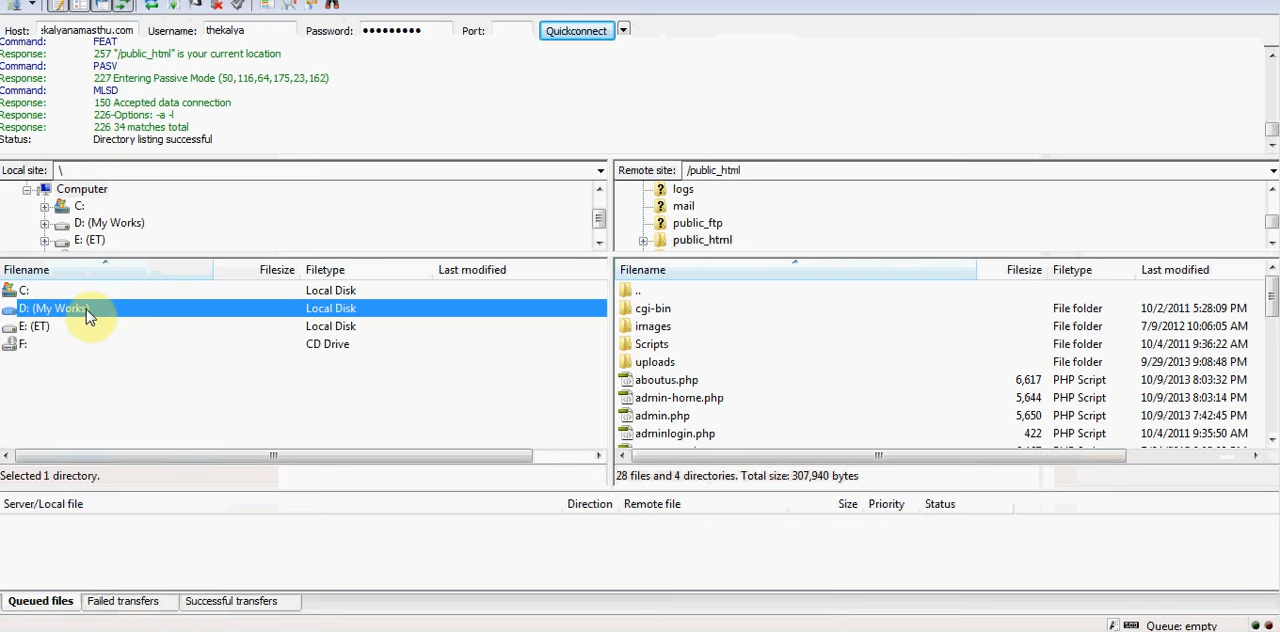 Host: :kalyanamasthu.com Username: thekalya Password: ●●●●●●●●● Port: Quickconnect
Command: FEAT
Response: 257 "/public_html" is your current location
Command: PASV
Response: 227 Entering Passive Mode (50,116,64,175,23,162)
Command: MLSD
Response: 150 Accepted data connection
Response: 226-Options: -a -l
Response: 226 34 matches total
Status: Directory listing successful
Local site: \
Computer
C:
D: (My Works)
E: (ET)
Filename Filesize Filetype Last modified
C: Local Disk
D: (My Works) Local Disk
E: (ET) Local Disk
F: CD Drive
Selected 1 directory.
Remote site: /public_html
? logs
? mail
? public_ftp
public_html
Filename Filesize Filetype Last modified
..
cgi-bin File folder 10/2/2011 5:28:09 PM
images File folder 7/9/2012 10:06:05 AM
Scripts File folder 10/4/2011 9:36:22 AM
uploads File folder 9/29/2013 9:08:48 PM
aboutus.php 6,617 PHP Script 10/9/2013 8:03:32 PM
admin-home.php 5,644 PHP Script 10/9/2013 8:03:14 PM
admin.php 5,650 PHP Script 10/9/2013 7:42:45 PM
adminlogin.php 422 PHP Script 10/4/2011 9:35:50 AM
28 files and 4 directories. Total size: 307,940 bytes
Server/Local file Direction Remote file Size Priority Status
Queued files Failed transfers Successful transfers
Queue: empty